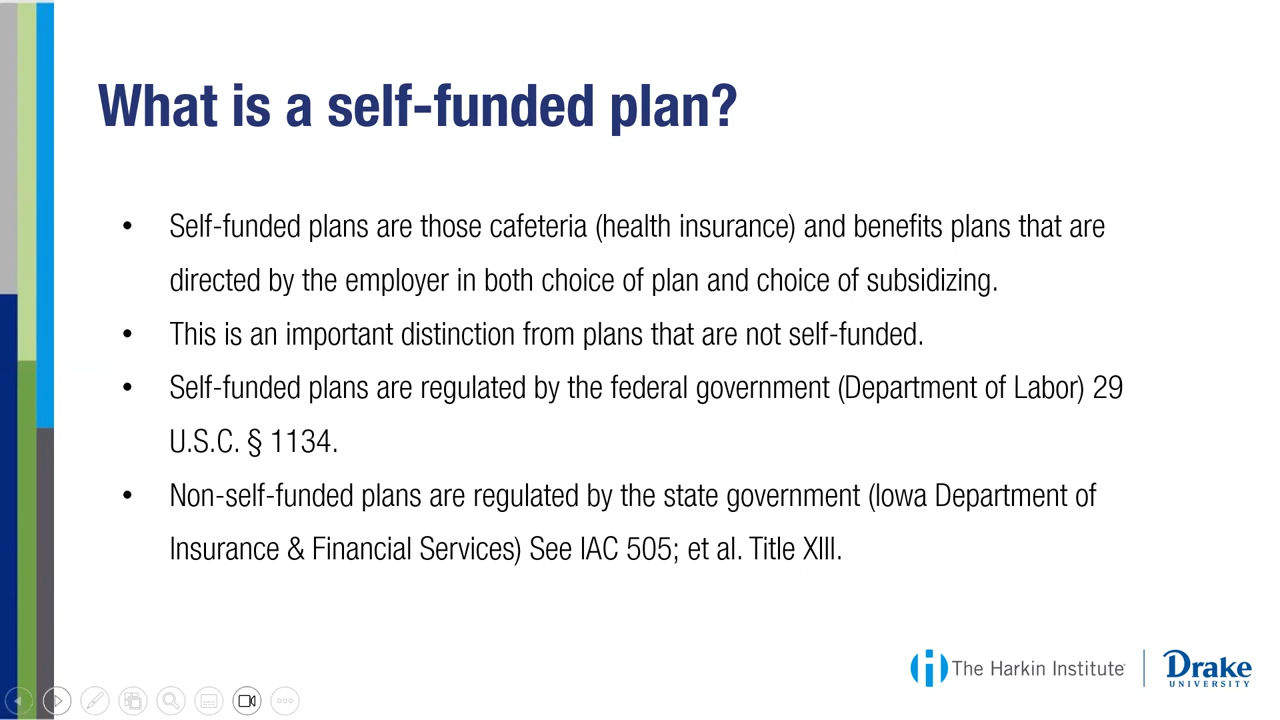 What is a self-funded plan?
• Self-funded plans are those cafeteria (health insurance) and benefits plans that are
directed by the employer in both choice of plan and choice of subsidizing.
• This is an important distinction from plans that are not self-funded.
• Self-funded plans are regulated by the federal government (Department of Labor) 29
U.S.C. § 1134.
• Non-self-funded plans are regulated by the state government (Iowa Department of
Insurance & Financial Services) See IAC 505; et al. Title XIII.
The Harkin Institute
Drake
UNIVERSITY